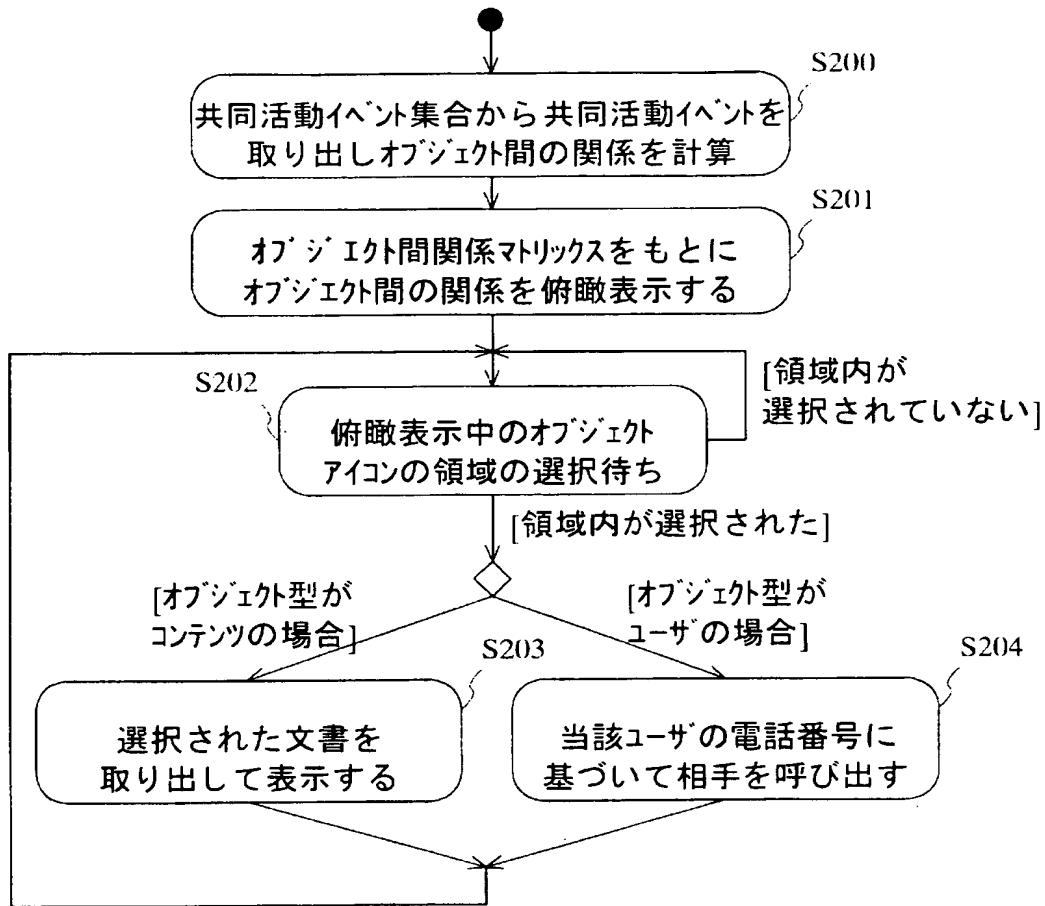 S200
共同活動イベント集合から共同活動イベントを
取り出しオブジェクト間の関係を計算
S201
オブジェクト間関係マトリックスをもとに
オブジェクト間の関係を俯瞰表示する
S202
[領域内が
選択されていない]
俯瞰表示中のオブジェクト
アイコンの領域の選択待ち
[領域内が選択された]
[オブジェクト型が
コンテンツの場合]
[オブジェクト型が
ユーザの場合]
S203
選択された文書を
取り出して表示する
S204
当該ユーザの電話番号に
基づいて相手を呼び出す